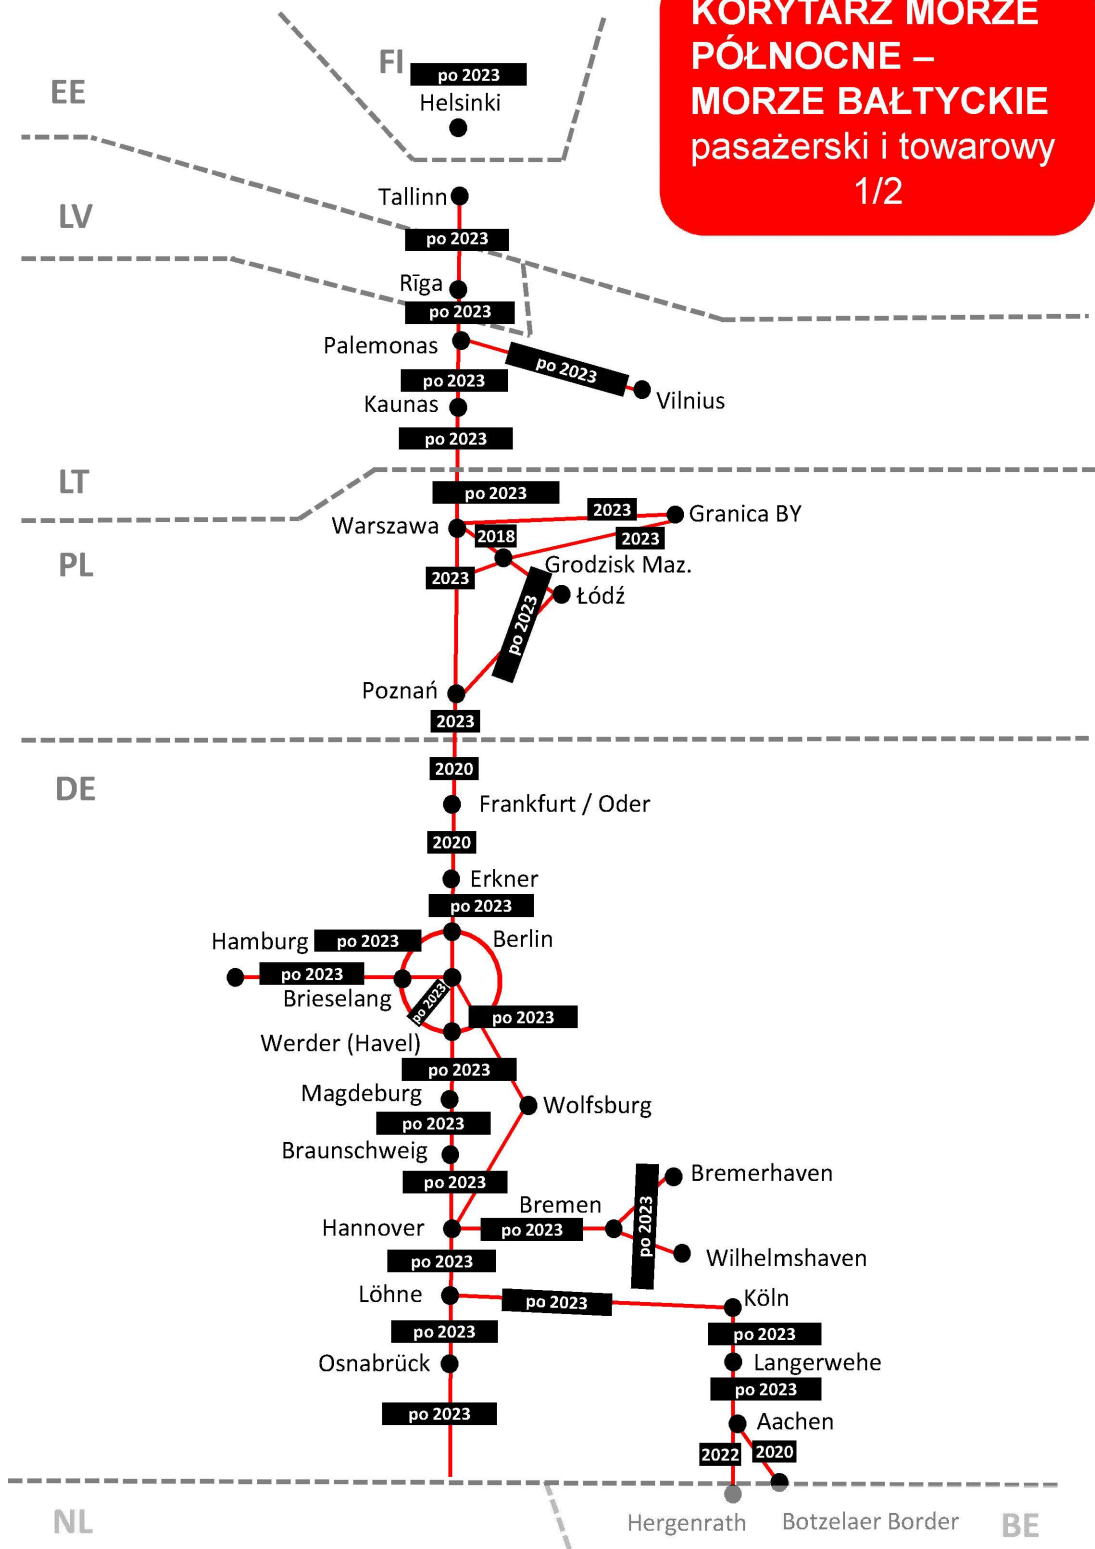 KORYTARZ MORZE
PÓŁNOCNE –
MORZE BAŁTYCKIE
pasażerski i towarowy
1/2
FI
po 2023
Helsinki
EE
Tallinn
LV
po 2023
Rīga
po 2023
Palemonas
po 2023
Vilnius
po 2023
Kaunas
po 2023
LT
po 2023
Warszawa
2023
Granica BY
2018
2023
PL
Grodzisk Maz.
2023
Łódź
po 2023
Poznań
2023
2020
DE
Frankfurt / Oder
2020
Erkner
po 2023
Berlin
Hamburg
po 2023
po 2023
Brieselang
po 2023
po 2023
Werder (Havel)
po 2023
Magdeburg
Wolfsburg
po 2023
Braunschweig
po 2023
Bremerhaven
Bremen
Hannover
po 2023
po 2023
Wilhelmshaven
po 2023
Löhne
po 2023
Köln
po 2023
po 2023
Osnabrück
Langerwehe
po 2023
po 2023
Aachen
2022
2020
NL
Hergenrath
Botzelaer Border
BE